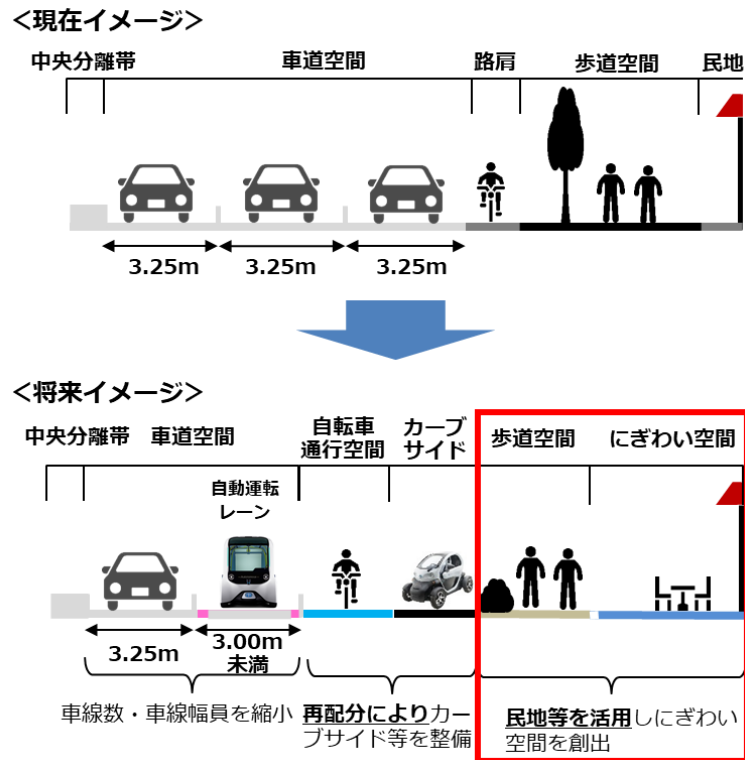 ＜現在イメージ＞
中央分離帯 車道空間 路肩 歩道空間 民地
3.25m 3.25m 3.25m
＜将来イメージ＞
中央分離帯 車道空間 自転車 カーブ 歩道空間 にぎわい空間
通行空間 サイド
自動運転
レーン
3.25m 3.00m
未満
車線数・車線幅員を縮小
再配分によりカー
ブサイド等を整備
民地等を活用しにぎわい
空間を創出